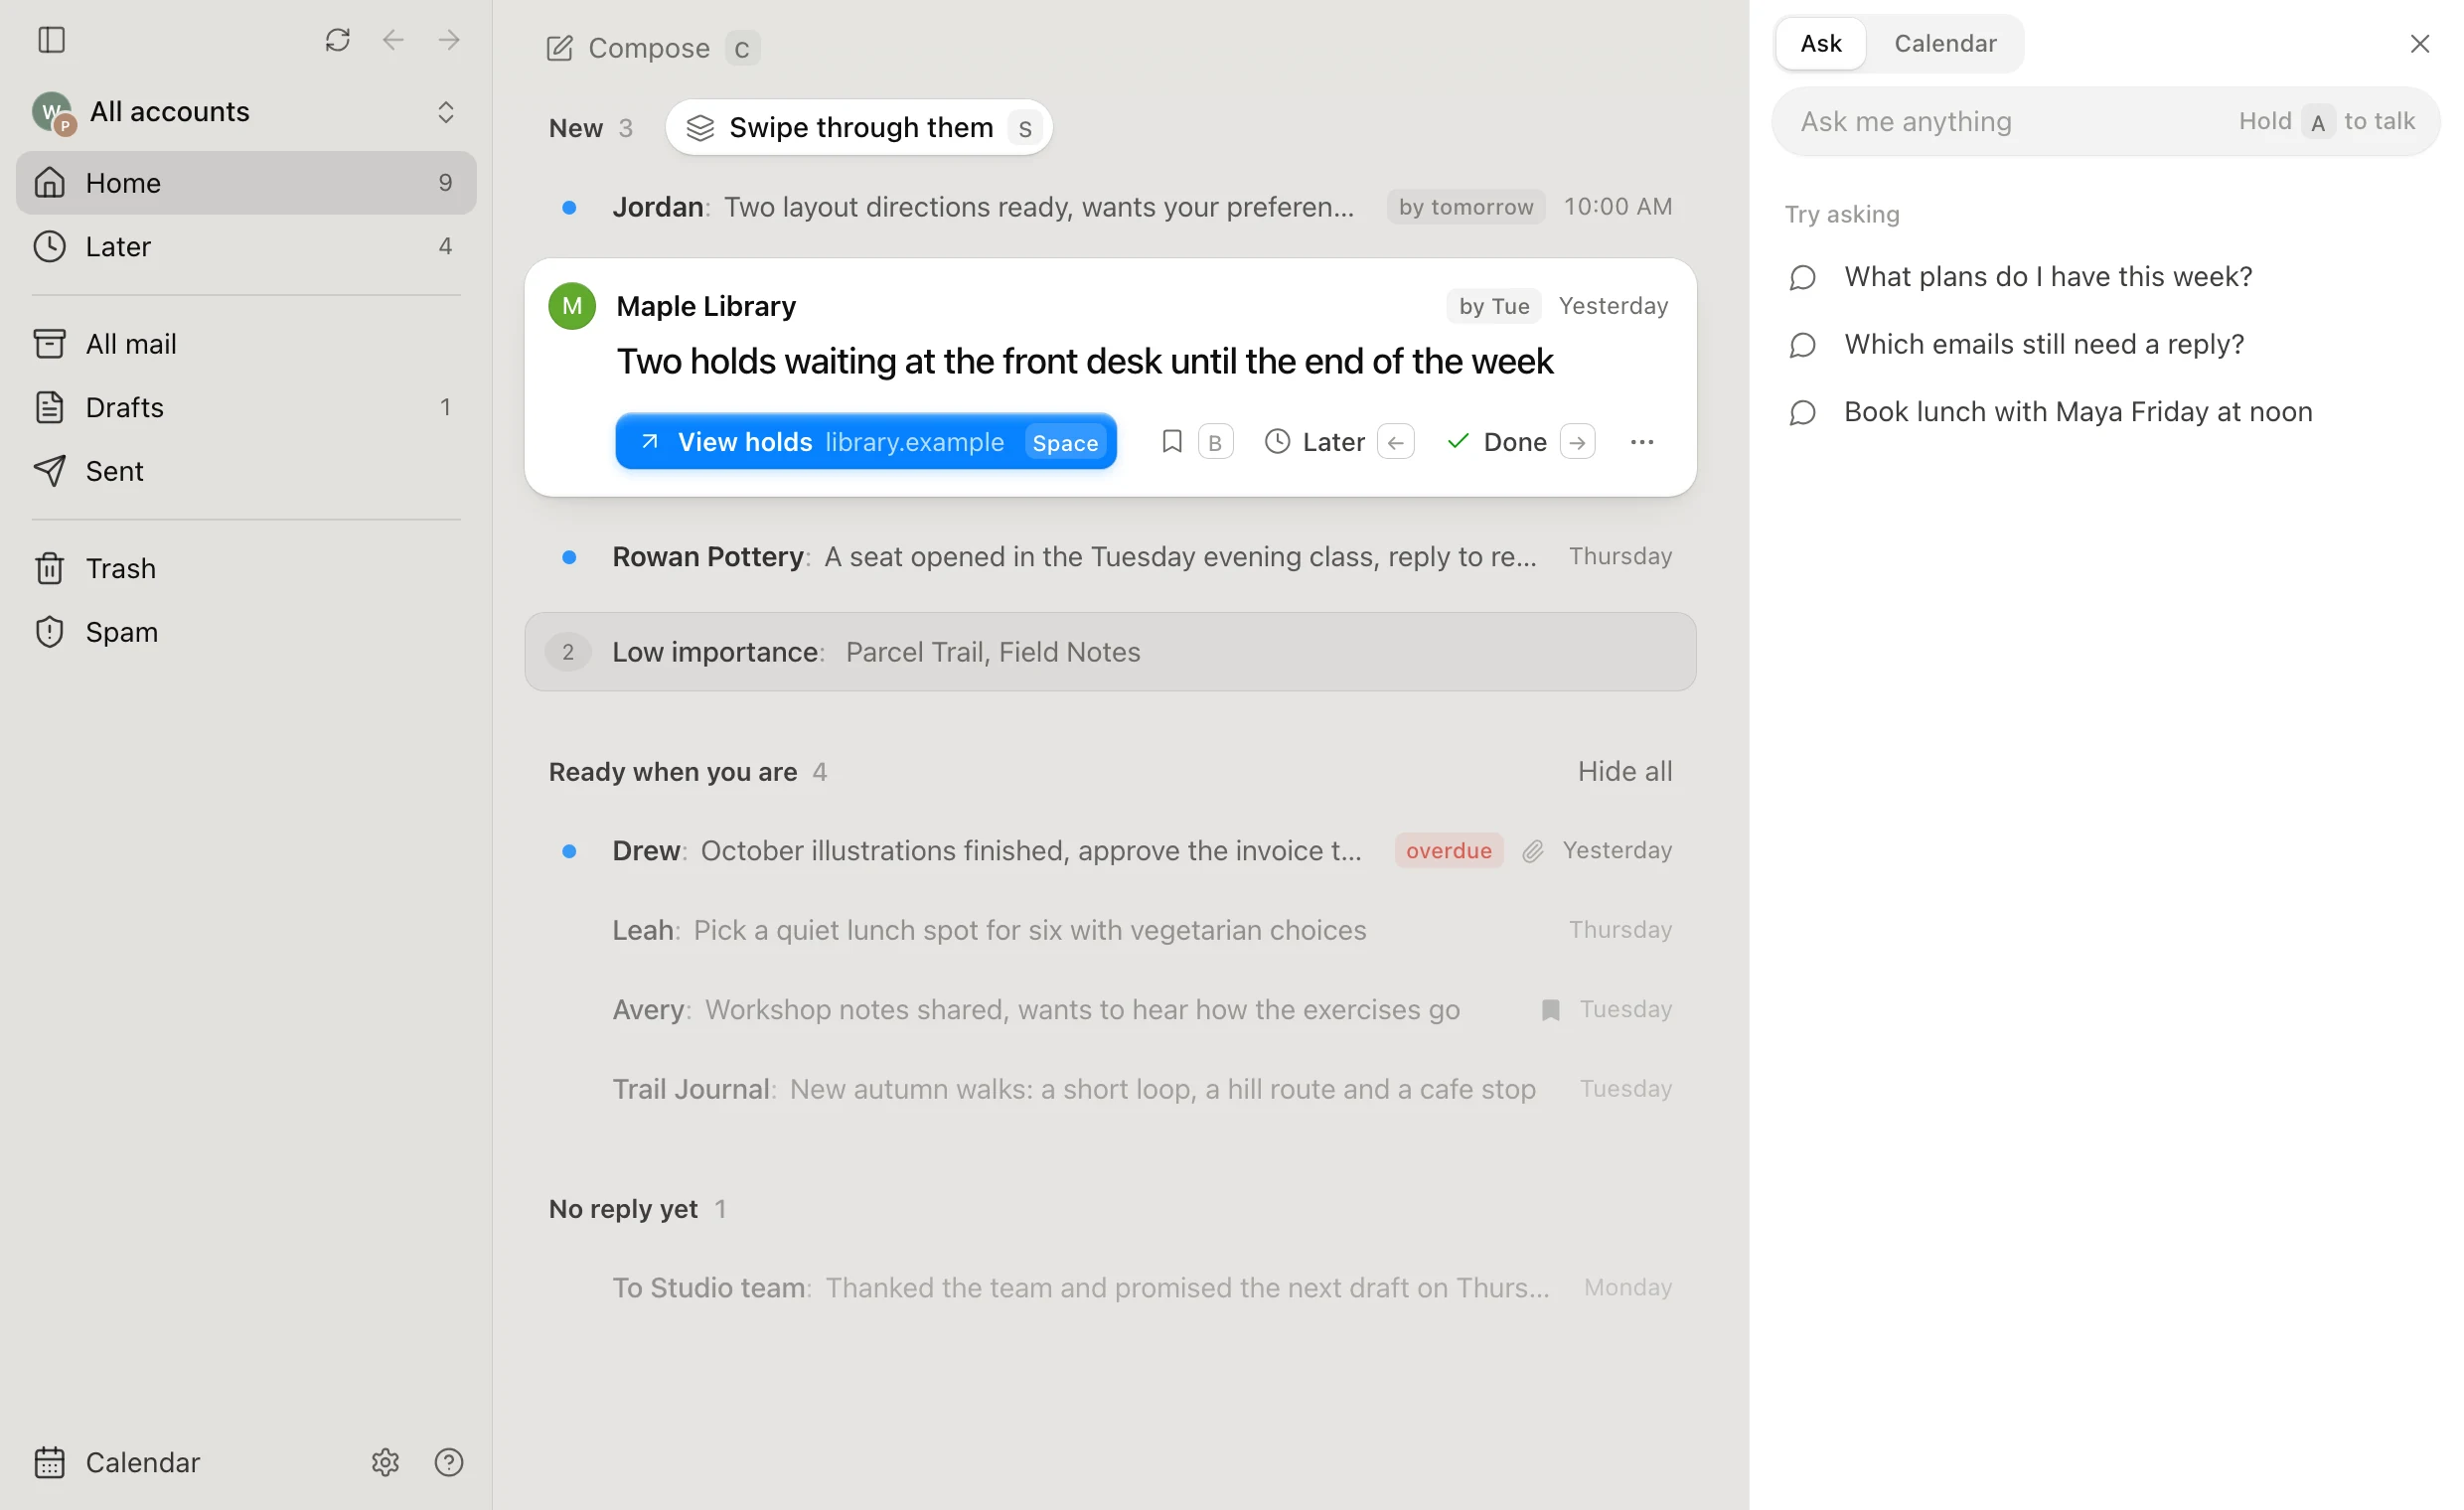 W
P
All accounts
Home 9
Later 4
All mail
Drafts 1
Sent
Trash
Spam
Calendar
Compose C
New 3
Swipe through them S
Jordan: Two layout directions ready, wants your preferen... by tomorrow 10:00 AM
M
Maple Library by Tue Yesterday
Two holds waiting at the front desk until the end of the week
View holds library.example Space B Later Done
Rowan Pottery: A seat opened in the Tuesday evening class, reply to re... Thursday
2 Low importance: Parcel Trail, Field Notes
Ready when you are 4 Hide all
Drew: October illustrations finished, approve the invoice t... overdue Yesterday
Leah: Pick a quiet lunch spot for six with vegetarian choices Thursday
Avery: Workshop notes shared, wants to hear how the exercises go Tuesday
Trail Journal: New autumn walks: a short loop, a hill route and a cafe stop Tuesday
No reply yet 1
To Studio team: Thanked the team and promised the next draft on Thurs... Monday
Ask Calendar
Ask me anything Hold A to talk
Try asking
What plans do I have this week?
Which emails still need a reply?
Book lunch with Maya Friday at noon